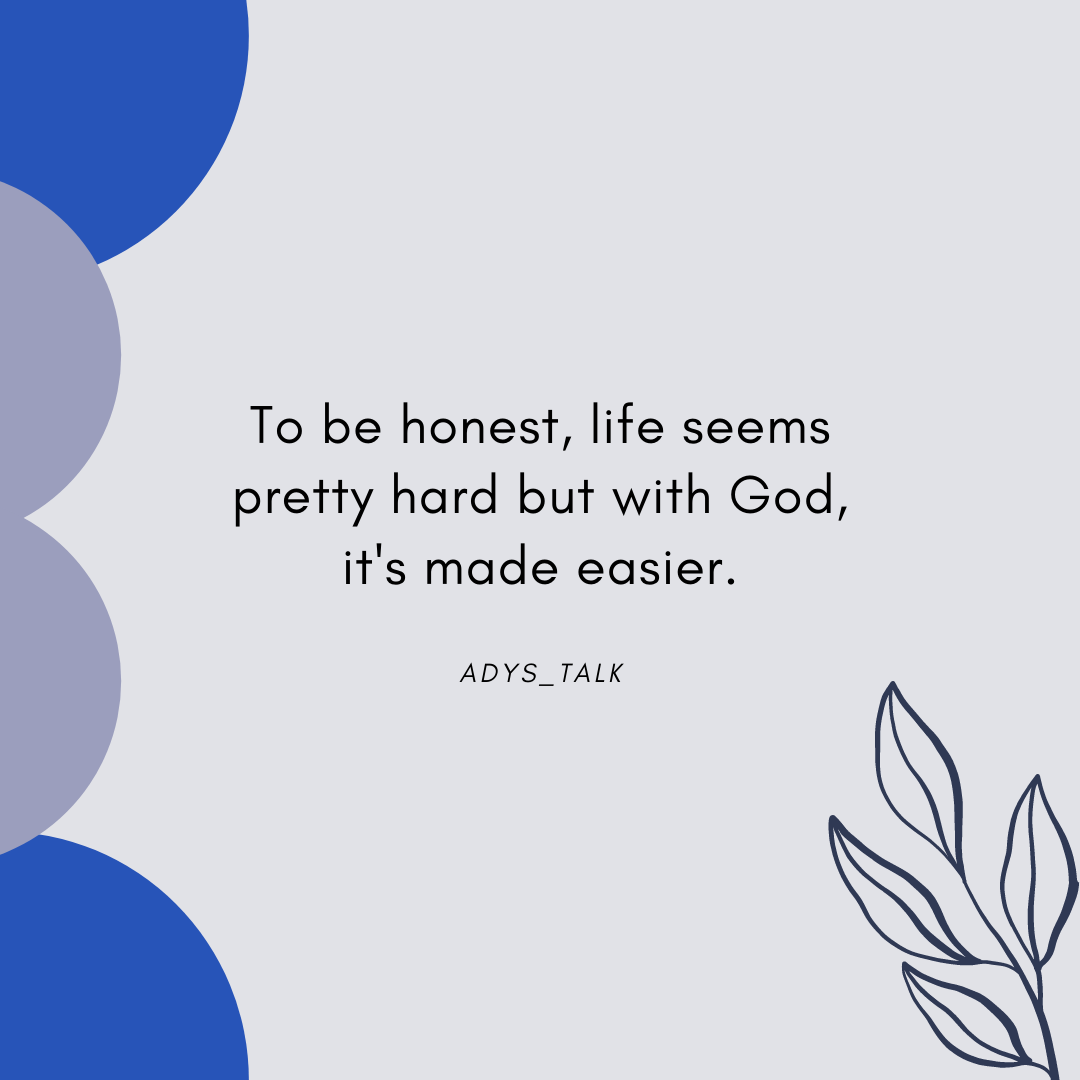 To be honest, life seems
pretty hard but with God,
it's made easier.
ADYS_TALK